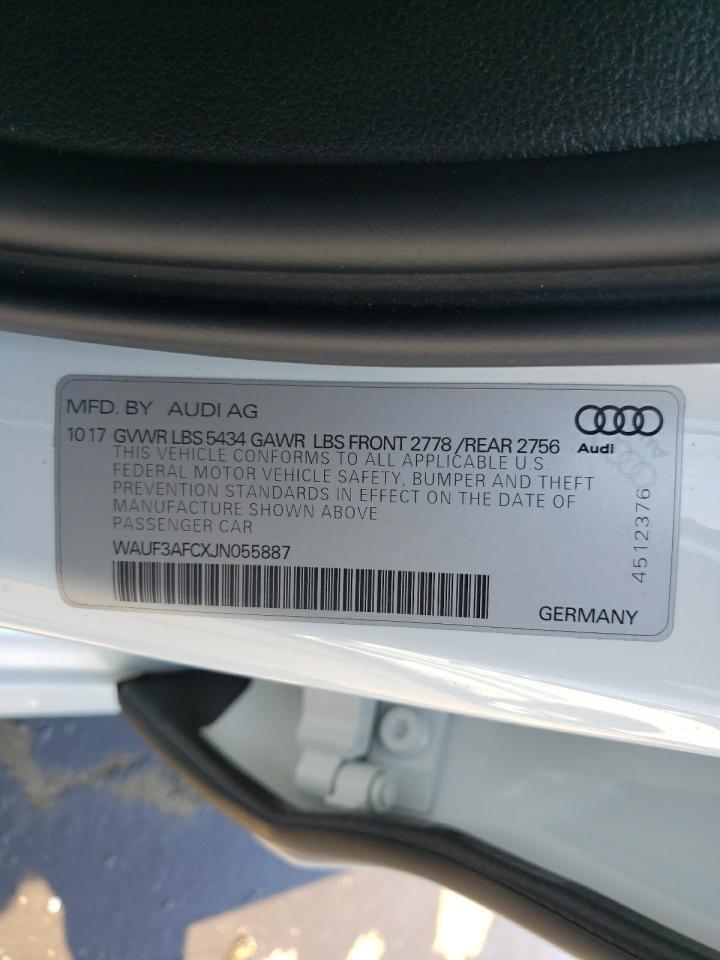 MFD. BY AUDI AG
10 17 GVWR LBS 5434 GAWR LBS FRONT 2778 /REAR 2756
THIS VEHICLE CONFORMS TO ALL APPLICABLE U.S.
FEDERAL MOTOR VEHICLE SAFETY, BUMPER AND THEFT
PREVENTION STANDARDS IN EFFECT ON THE DATE OF
MANUFACTURE SHOWN ABOVE
PASSENGER CAR
WAUF3AFCXJN055887
GERMANY
Audi
4512376